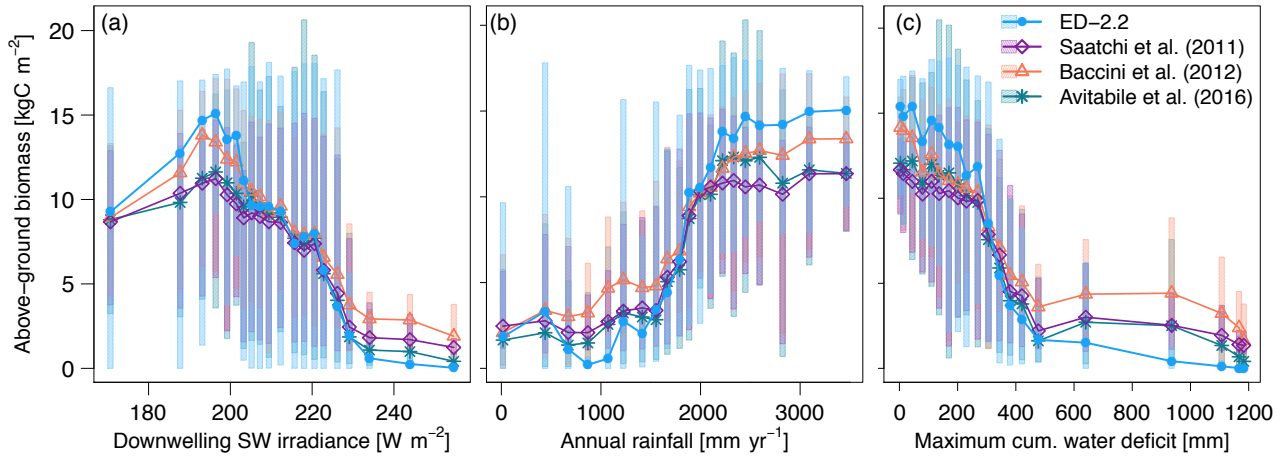 (a)
(b)
(c)
ED−2.2
Saatchi et al. (2011)
Baccini et al. (2012)
Avitabile et al. (2016)
Above−ground biomass [kgC m−2]
20
15
10
5
0
180 200 220 240
0 1000 2000 3000
0 200 400 600 800 1000 1200
Downwelling SW irradiance [W m−2]
Annual rainfall [mm yr−1]
Maximum cum. water deficit [mm]